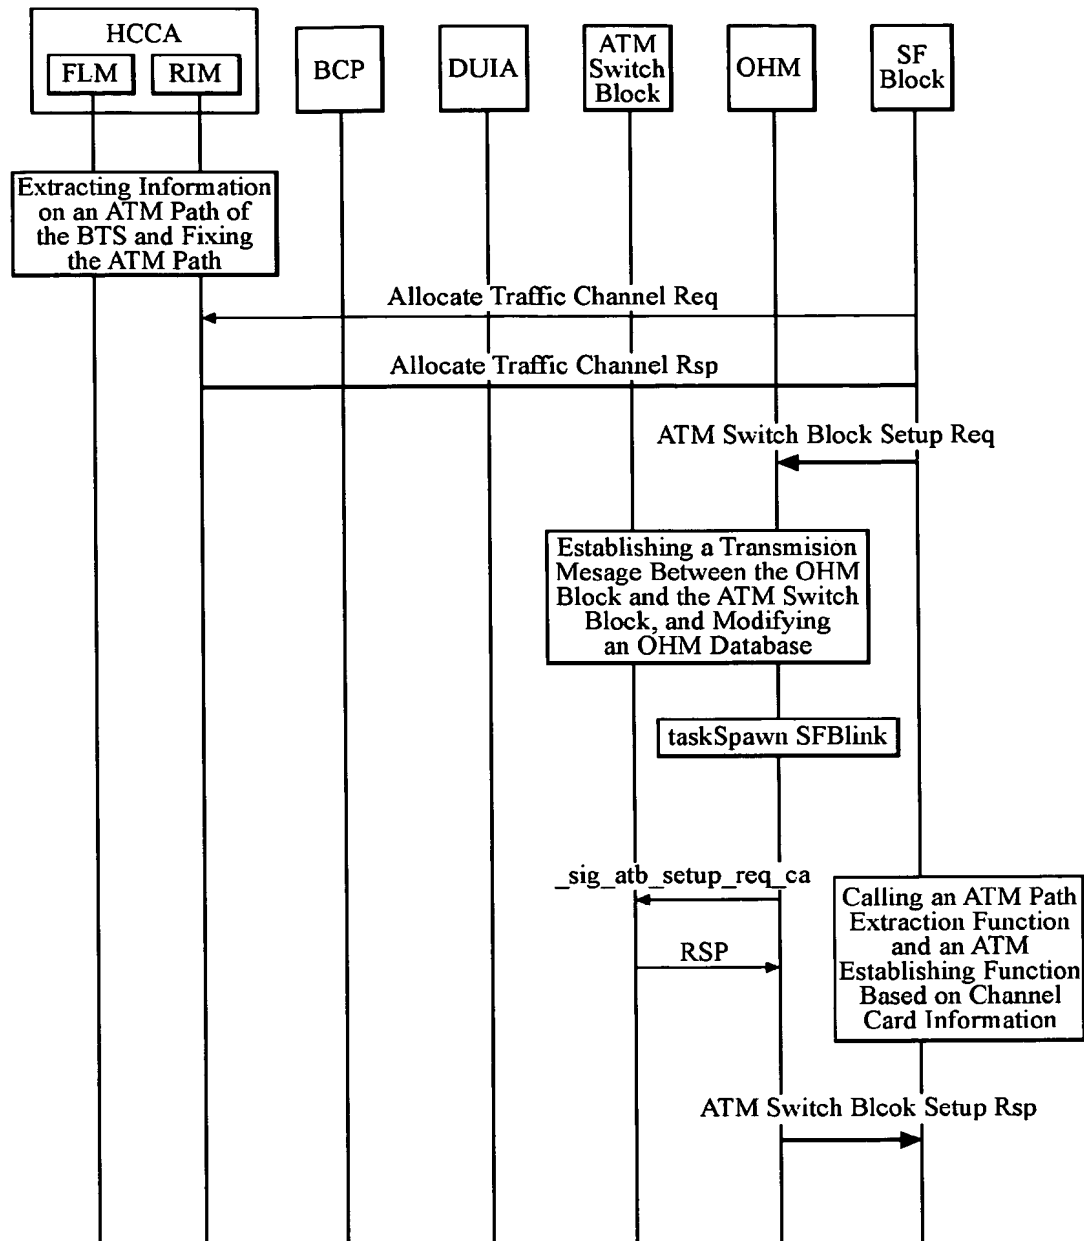 HCCA
FLM
RIM
BCP
DUIA
ATM
Switch
Block
OHM
SF
Block
Extracting Information
on an ATM Path of
the BTS and Fixing
the ATM Path
Allocate Traffic Channel Req
Allocate Traffic Channel Rsp
ATM Switch Block Setup Req
Establishing a Transmision
Mesage Between the OHM
Block and the ATM Switch
Block, and Modifying
an OHM Database
taskSpawn SFBlink
_sig_atb_setup_req_ca
RSP
Calling an ATM Path
Extraction Function
and an ATM
Establishing Function
Based on Channel
Card Information
ATM Switch Blcok Setup Rsp